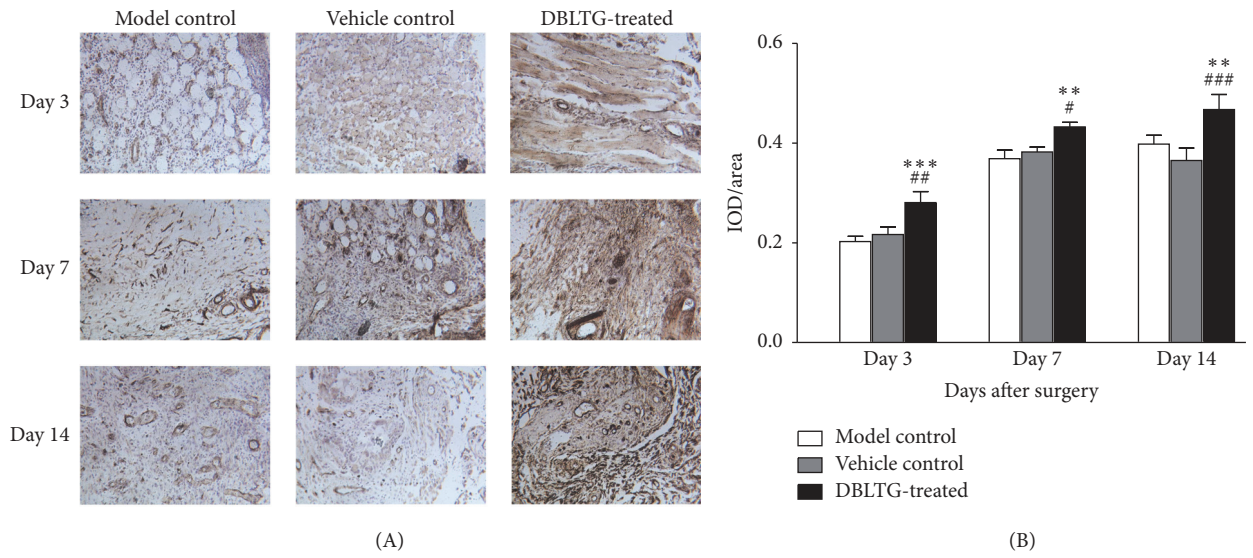 Model control
Vehicle control
DBLTG-treated
Day 3
Day 7
Day 14
(A)
0.6
0.4
0.2
0.0
IOD/area
***
##
**
#
**
###
Day 3
Day 7
Day 14
Days after surgery
Model control
Vehicle control
DBLTG-treated
(B)